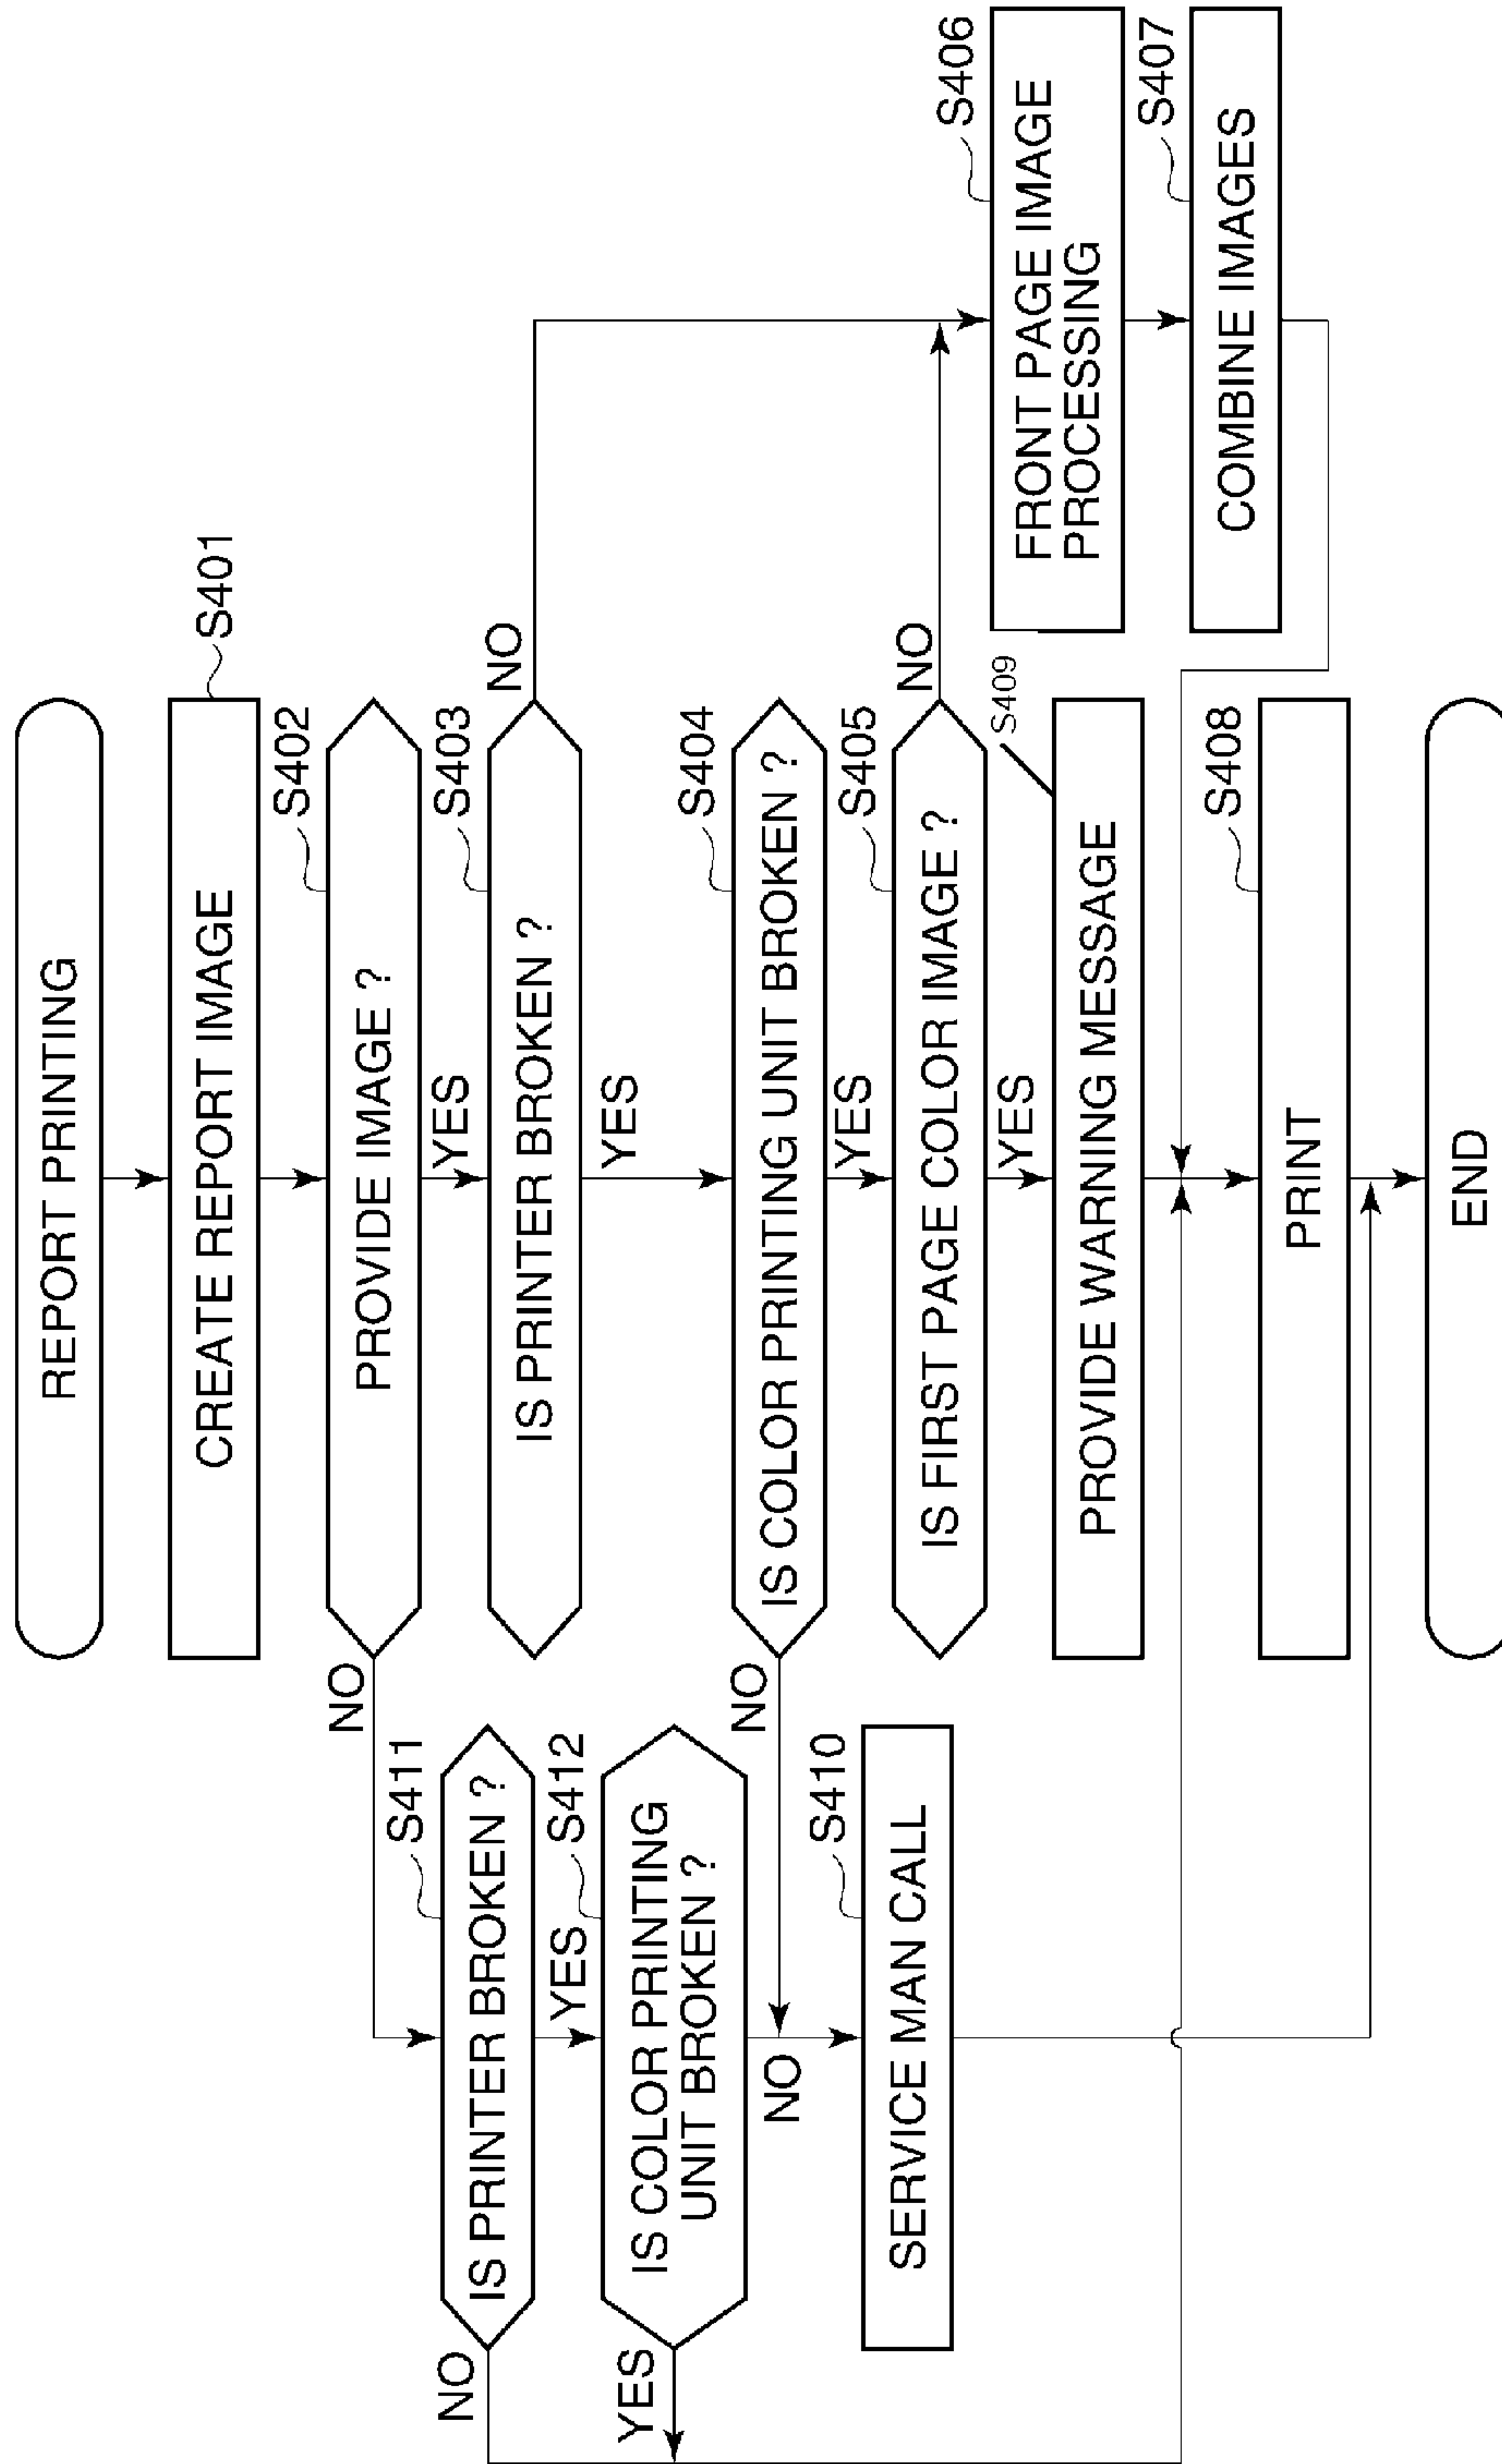 REPORT PRINTING
S401
CREATE REPORT IMAGE
S402
PROVIDE IMAGE ?
NO
YES
S403
IS PRINTER BROKEN ?
NO
YES
S411
IS PRINTER BROKEN ?
NO
YES
S412
IS COLOR PRINTING
UNIT BROKEN ?
YES
NO
S404
IS COLOR PRINTING UNIT BROKEN ?
NO
YES
S405
IS FIRST PAGE COLOR IMAGE ?
NO
YES
S406
FRONT PAGE IMAGE
PROCESSING
S407
COMBINE IMAGES
S410
SERVICE MAN CALL
S409
PROVIDE WARNING MESSAGE
S408
PRINT
END